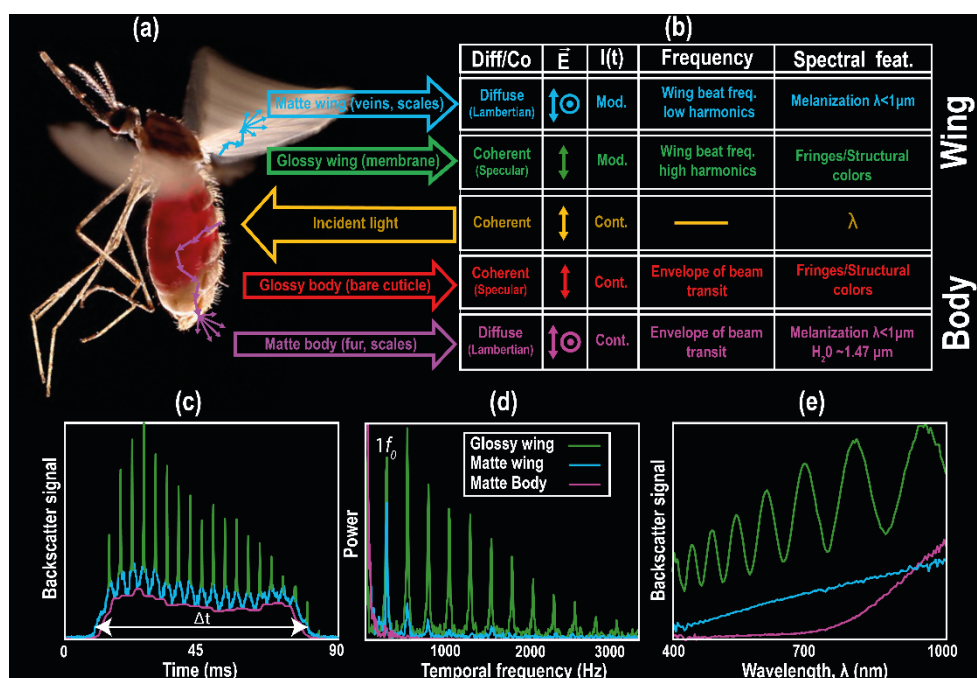 (a)
(b)
Diff/Co E I(t) Frequency Spectral feat.
Matte wing (veins, scales)
Diffuse
(Lambertian)
Mod.
Wing beat freq.
low harmonics
Melanization λ<1μm
Glossy wing (membrane)
Coherent
(Specular)
Mod.
Wing beat freq.
high harmonics
Fringes/Structural
colors
Wing
Incident light
Coherent
Cont.
λ
Glossy body (bare cuticle)
Coherent
(Specular)
Cont.
Envelope of beam
transit
Fringes/Structural
colors
Matte body (fur, scales)
Diffuse
(Lambertian)
Cont.
Envelope of beam
transit
Melanization λ<1μm
H₂0 ~1.47 μm
Body
(c)
Backscatter signal
Δt
0 45 90
Time (ms)
(d)
Power
1f₀
Glossy wing
Matte wing
Matte Body
1000 2000 3000
Temporal frequency (Hz)
(e)
Backscatter signal
400 700 1000
Wavelength, λ (nm)